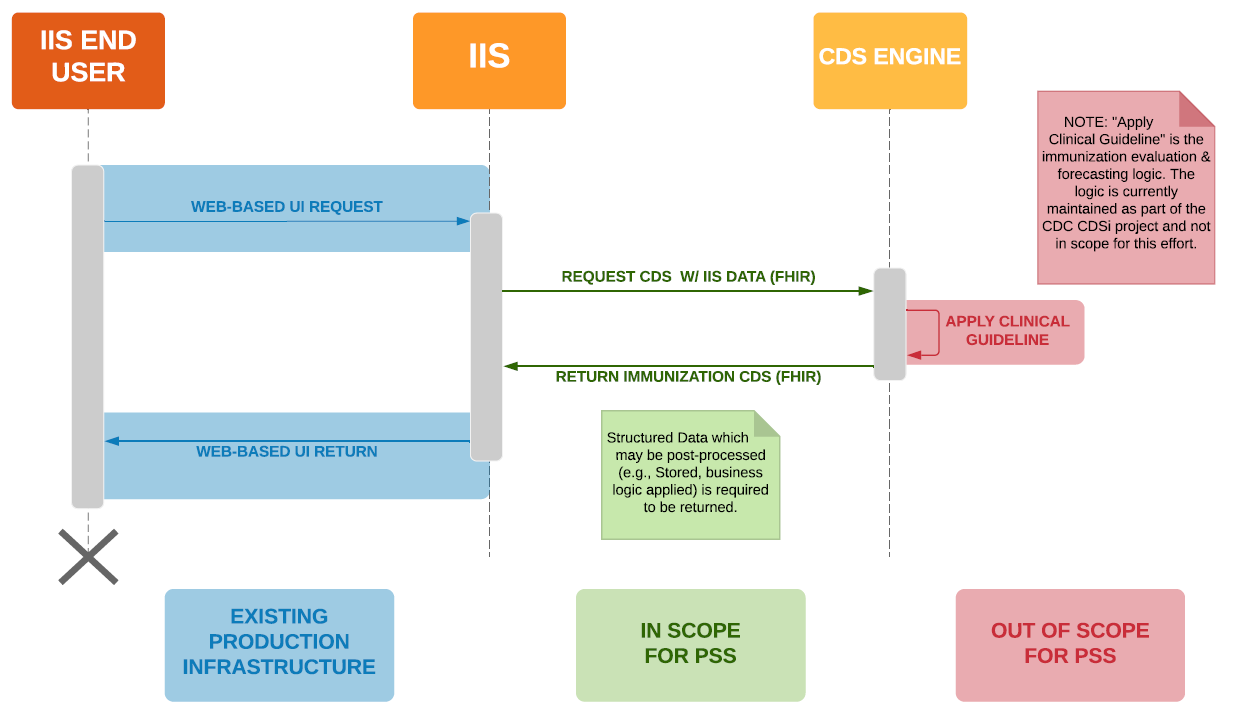 IIS END
USER
IIS
CDS ENGINE
NOTE: "Apply
Clinical Guideline" is the
immunization evaluation &
forecasting logic. The
logic is currently
maintained as part of the
CDC CDSi project and not
in scope for this effort.
WEB-BASED UI REQUEST
REQUEST CDS  W/ IIS DATA (FHIR)
APPLY CLINICAL
GUIDELINE
RETURN IMMUNIZATION CDS (FHIR)
WEB-BASED UI RETURN
Structured Data which
may be post-processed
(e.g., Stored, business
logic applied) is required
to be returned.
EXISTING
PRODUCTION
INFRASTRUCTURE
IN SCOPE
FOR PSS
OUT OF SCOPE
FOR PSS